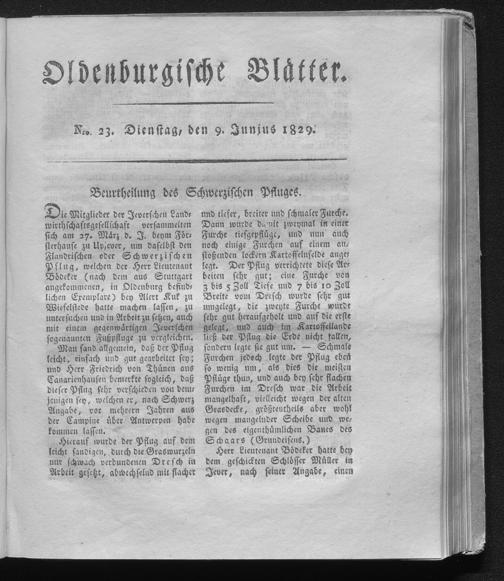 Oldenburgische Blätter.
Nro. 23. Dienstag, den 9. Junius 1829.
Beurtheilung des Schwerzischen Pfluges.
Die Mitglieder der Jeverschen Land-
wirthschaftsgesellschaft versammelten
sich am 27. März d. J. beym För-
sterhause zu Upjever, um daselbst den
Flandrischen oder Schwerzischen
Pflug, welchen der Herr Lieutenant
Bödeker (nach dem aus Stuttgart
angekommenen, in Oldenburg befind-
lichen Exemplare) bey Alert Kuk zu
Wiefelstede hatte machen lassen, zu
untersuchen und in Arbeit zu sehen, auch
mit einem gegenwärtigen Jeverschen
sogenannten Fußpfluge zu vergleichen.
Man fand allgemein, daß der Pflug
leicht, einfach und gut gearbeitet sey;
und Herr Friedrich von Thünen aus
Canarienhausen bemerkte sogleich, daß
dieser Pflug sehr verschieden von dem-
jenigen sey, welchen er, nach Schwerz
Angabe, vor mehrern Jahren aus
der Campine über Antwerpen habe
kommen lassen.
Hierauf wurde der Pflug auf dem
leicht sandigen, durch die Graswurzeln
nur schwach verbundenen Dresch in
Arbeit gesetzt, abwechselnd mit flacher
und tiefer, breiter und schmaler Furche.
Dann wurde damit zweymal in einer
Furche tiefgepflügt, und nun auch
noch einige Furchen auf einem an-
stoßenden lockern Kartoffelfelde ange-
legt. Der Pflug verrichtete diese Ar-
beiten sehr gut; eine Furche von
3 bis 5 Zoll Tiefe und 7 bis 10 Zoll
Breite vom Dresch wurde sehr gut
umgelegt, die zweyte Furche wurde
sehr gut heraufgeholt und auf die erste
gelegt, und auch im Kartoffellande
ließ der Pflug die Erde nicht fallen,
sondern legte sie gut um. — Schmale
Furchen jedoch legte der Pflug eben
so wenig um, als dies die meisten
Pflüge thun, und auch bey sehr flachen
Furchen im Dresch war die Arbeit
mangelhaft, vielleicht wegen der alten
Grasdecke, größtentheils aber wohl
wegen mangelnder Scheibe und we-
gen des eigenthümlichen Baues des
Schaars (Grundeisens.)
Herr Lieutenant Bödeker hatte bey
dem geschickten Schlösser Müller in
Jever, nach seiner Angabe, einen